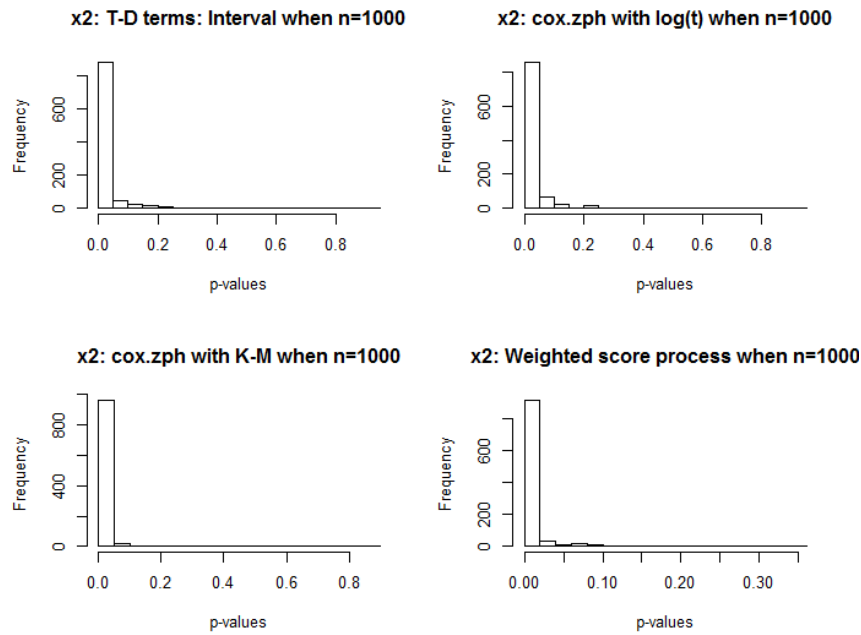 x2: T-D terms: Interval when n=1000
Frequency
600
200
0
0.0 0.2 0.4 0.6 0.8
p-values
x2: cox.zph with log(t) when n=1000
Frequency
600
200
0
0.0 0.2 0.4 0.6 0.8
p-values
x2: cox.zph with K-M when n=1000
Frequency
800
400
0
0.0 0.2 0.4 0.6 0.8
p-values
x2: Weighted score process when n=1000
Frequency
600
200
0
0.00 0.10 0.20 0.30
p-values